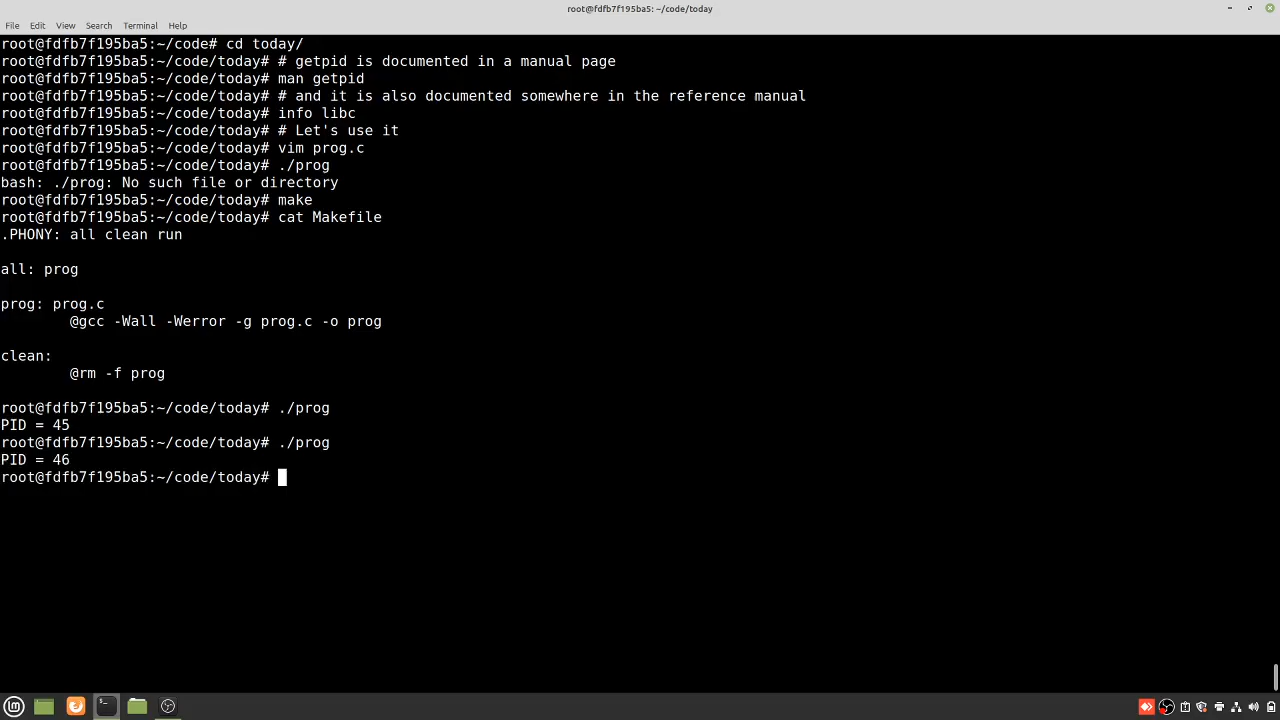 root@fdfb7f195ba5: ~/code/today
File Edit View Search Terminal Help
root@fdfb7f195ba5:~/code# cd today/
root@fdfb7f195ba5:~/code/today# # getpid is documented in a manual page
root@fdfb7f195ba5:~/code/today# man getpid
root@fdfb7f195ba5:~/code/today# # and it is also documented somewhere in the reference manual
root@fdfb7f195ba5:~/code/today# info libc
root@fdfb7f195ba5:~/code/today# # Let's use it
root@fdfb7f195ba5:~/code/today# vim prog.c
root@fdfb7f195ba5:~/code/today# ./prog
bash: ./prog: No such file or directory
root@fdfb7f195ba5:~/code/today# make
root@fdfb7f195ba5:~/code/today# cat Makefile
.PHONY: all clean run
all: prog
prog: prog.c
        @gcc -Wall -Werror -g prog.c -o prog
clean:
        @rm -f prog
root@fdfb7f195ba5:~/code/today# ./prog
PID = 45
root@fdfb7f195ba5:~/code/today# ./prog
PID = 46
root@fdfb7f195ba5:~/code/today#